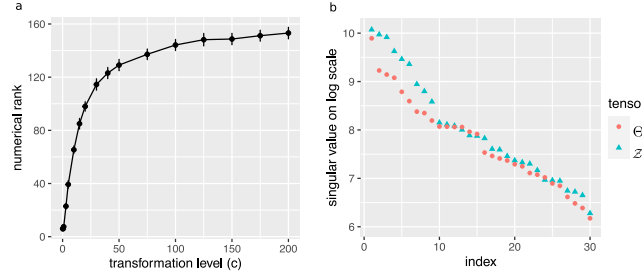 a
numerical rank
160
120
80
40
0
0
50
100
150
200
transformation level (c)
b
singular value on log scale
10
9
8
7
6
0
10
20
30
index
tenso
Θ
Z